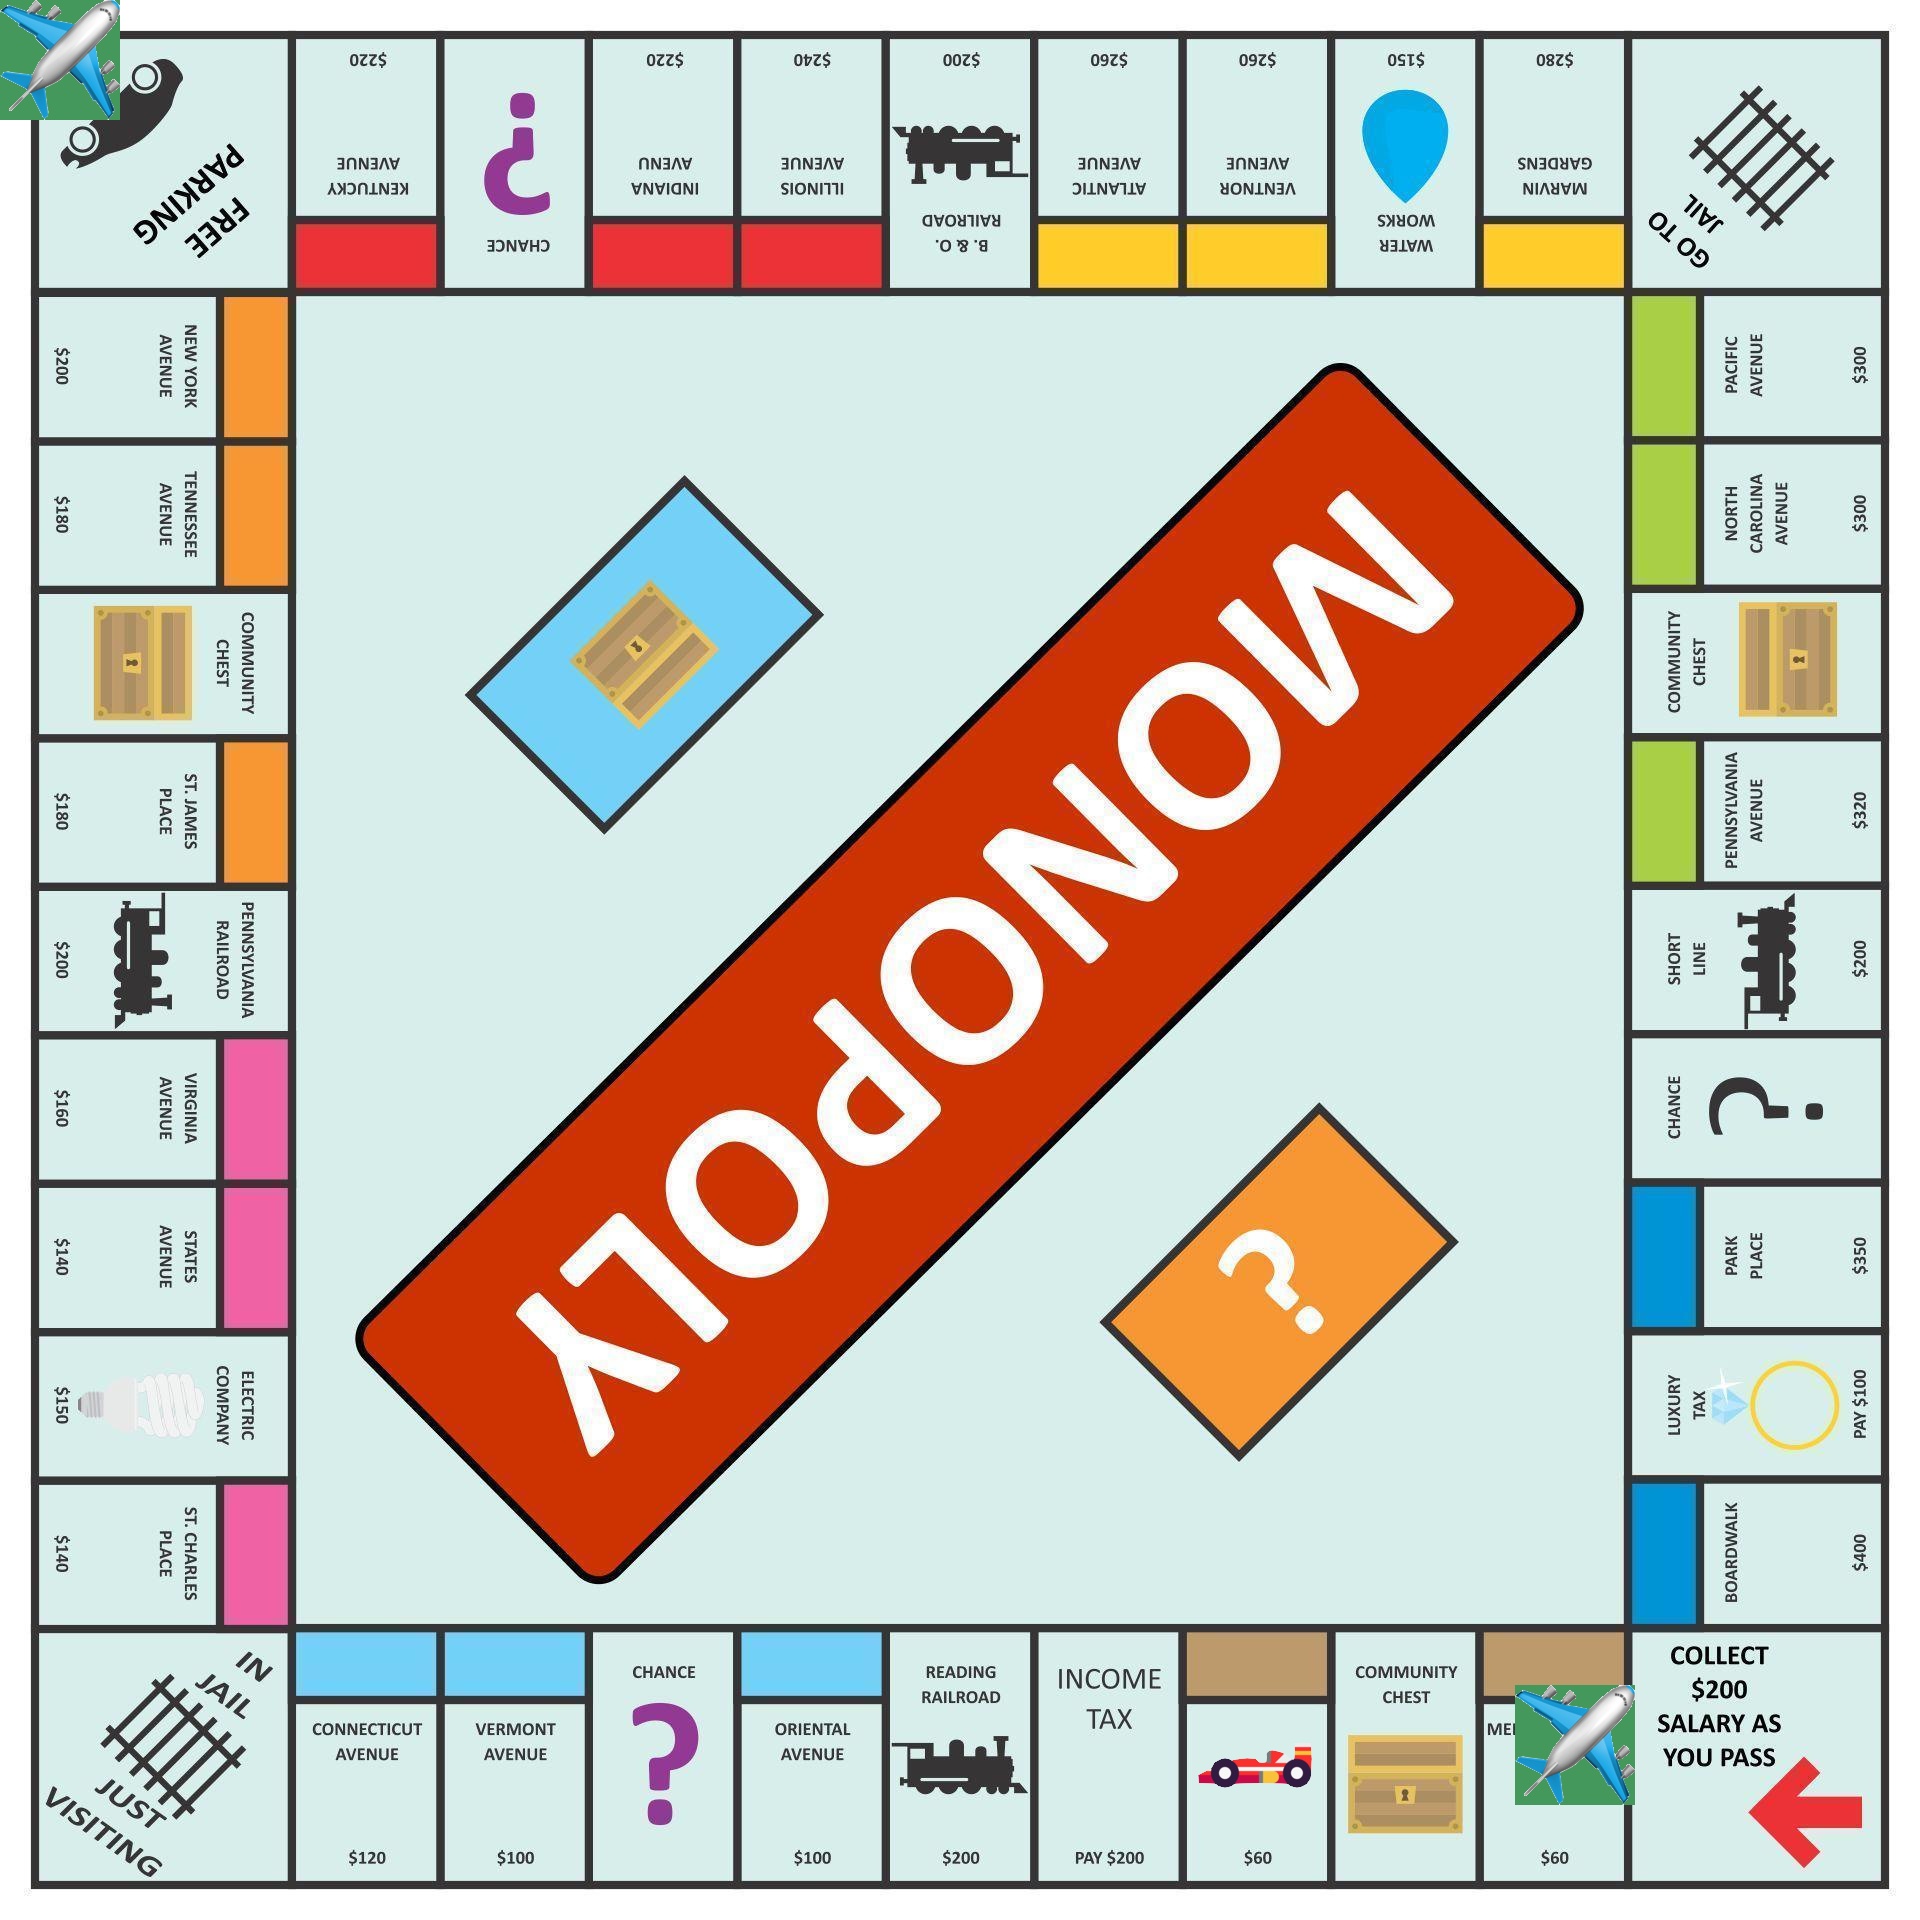 FREE
PARKING
KENTUCKY
AVENUE
$220
CHANCE
INDIANA
AVENU
$220
ILLINOIS
AVENUE
$240
B. & O.
RAILROAD
$200
ATLANTIC
AVENUE
$260
VENTNOR
AVENUE
$260
WATER
WORKS
$150
MARVIN
GARDENS
$280
GO TO
JAIL
PACIFIC
AVENUE
$300
NORTH
CAROLINA
AVENUE
$300
COMMUNITY
CHEST
PENNSYLVANIA
AVENUE
$320
SHORT
LINE
$200
CHANCE
?
PARK
PLACE
$350
LUXURY
TAX
PAY $100
BOARDWALK
$400
COLLECT
$200
SALARY AS
YOU PASS
$60
COMMUNITY
CHEST
$60
INCOME
TAX
PAY $200
READING
RAILROAD
$200
ORIENTAL
AVENUE
$100
CHANCE
?
VERMONT
AVENUE
$100
CONNECTICUT
AVENUE
$120
IN
JAIL
JUST
VISITING
ST. CHARLES
PLACE
$140
ELECTRIC
COMPANY
$150
STATES
AVENUE
$140
VIRGINIA
AVENUE
$160
PENNSYLVANIA
RAILROAD
$200
ST. JAMES
PLACE
$180
COMMUNITY
CHEST
TENNESSEE
AVENUE
$180
NEW YORK
AVENUE
$200
MONOPOLY
?